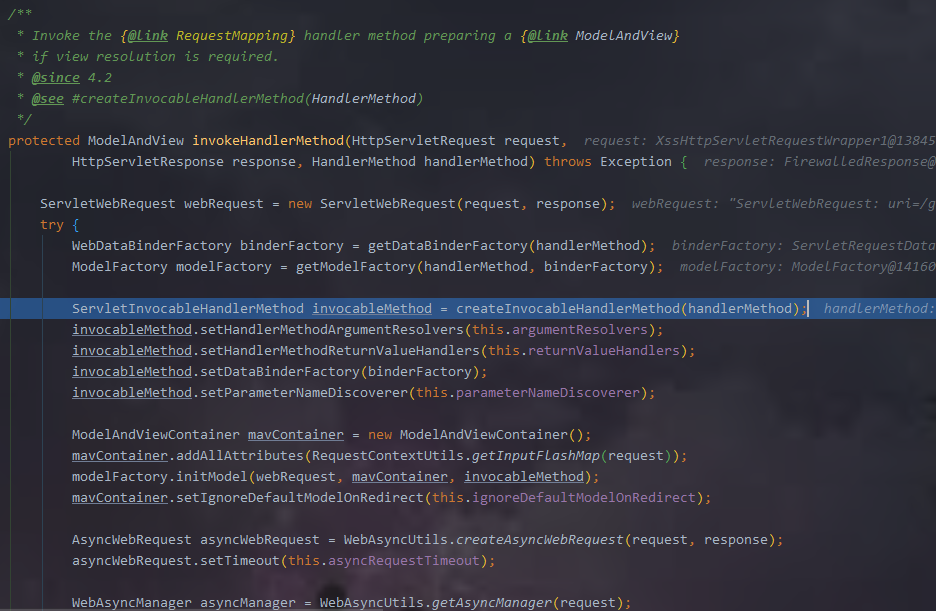 /**
 * Invoke the {@link RequestMapping} handler method preparing a {@link ModelAndView}
 * if view resolution is required.
 * @since 4.2
 * @see #createInvocableHandlerMethod(HandlerMethod)
 */
protected ModelAndView invokeHandlerMethod(HttpServletRequest request,  request: XssHttpServletRequestWrapper1@13845
        HttpServletResponse response, HandlerMethod handlerMethod) throws Exception {  response: FirewalledResponse@
    ServletWebRequest webRequest = new ServletWebRequest(request, response);  webRequest: "ServletWebRequest: uri=/g
    try {
        WebDataBinderFactory binderFactory = getDataBinderFactory(handlerMethod);  binderFactory: ServletRequestData
        ModelFactory modelFactory = getModelFactory(handlerMethod, binderFactory);  modelFactory: ModelFactory@14160
        ServletInvocableHandlerMethod invocableMethod = createInvocableHandlerMethod(handlerMethod);  handlerMethod:
        invocableMethod.setHandlerMethodArgumentResolvers(this.argumentResolvers);
        invocableMethod.setHandlerMethodReturnValueHandlers(this.returnValueHandlers);
        invocableMethod.setDataBinderFactory(binderFactory);
        invocableMethod.setParameterNameDiscoverer(this.parameterNameDiscoverer);
        ModelAndViewContainer mavContainer = new ModelAndViewContainer();
        mavContainer.addAllAttributes(RequestContextUtils.getInputFlashMap(request));
        modelFactory.initModel(webRequest, mavContainer, invocableMethod);
        mavContainer.setIgnoreDefaultModelOnRedirect(this.ignoreDefaultModelOnRedirect);
        AsyncWebRequest asyncWebRequest = WebAsyncUtils.createAsyncWebRequest(request, response);
        asyncWebRequest.setTimeout(this.asyncRequestTimeout);
        WebAsyncManager asyncManager = WebAsyncUtils.getAsyncManager(request);